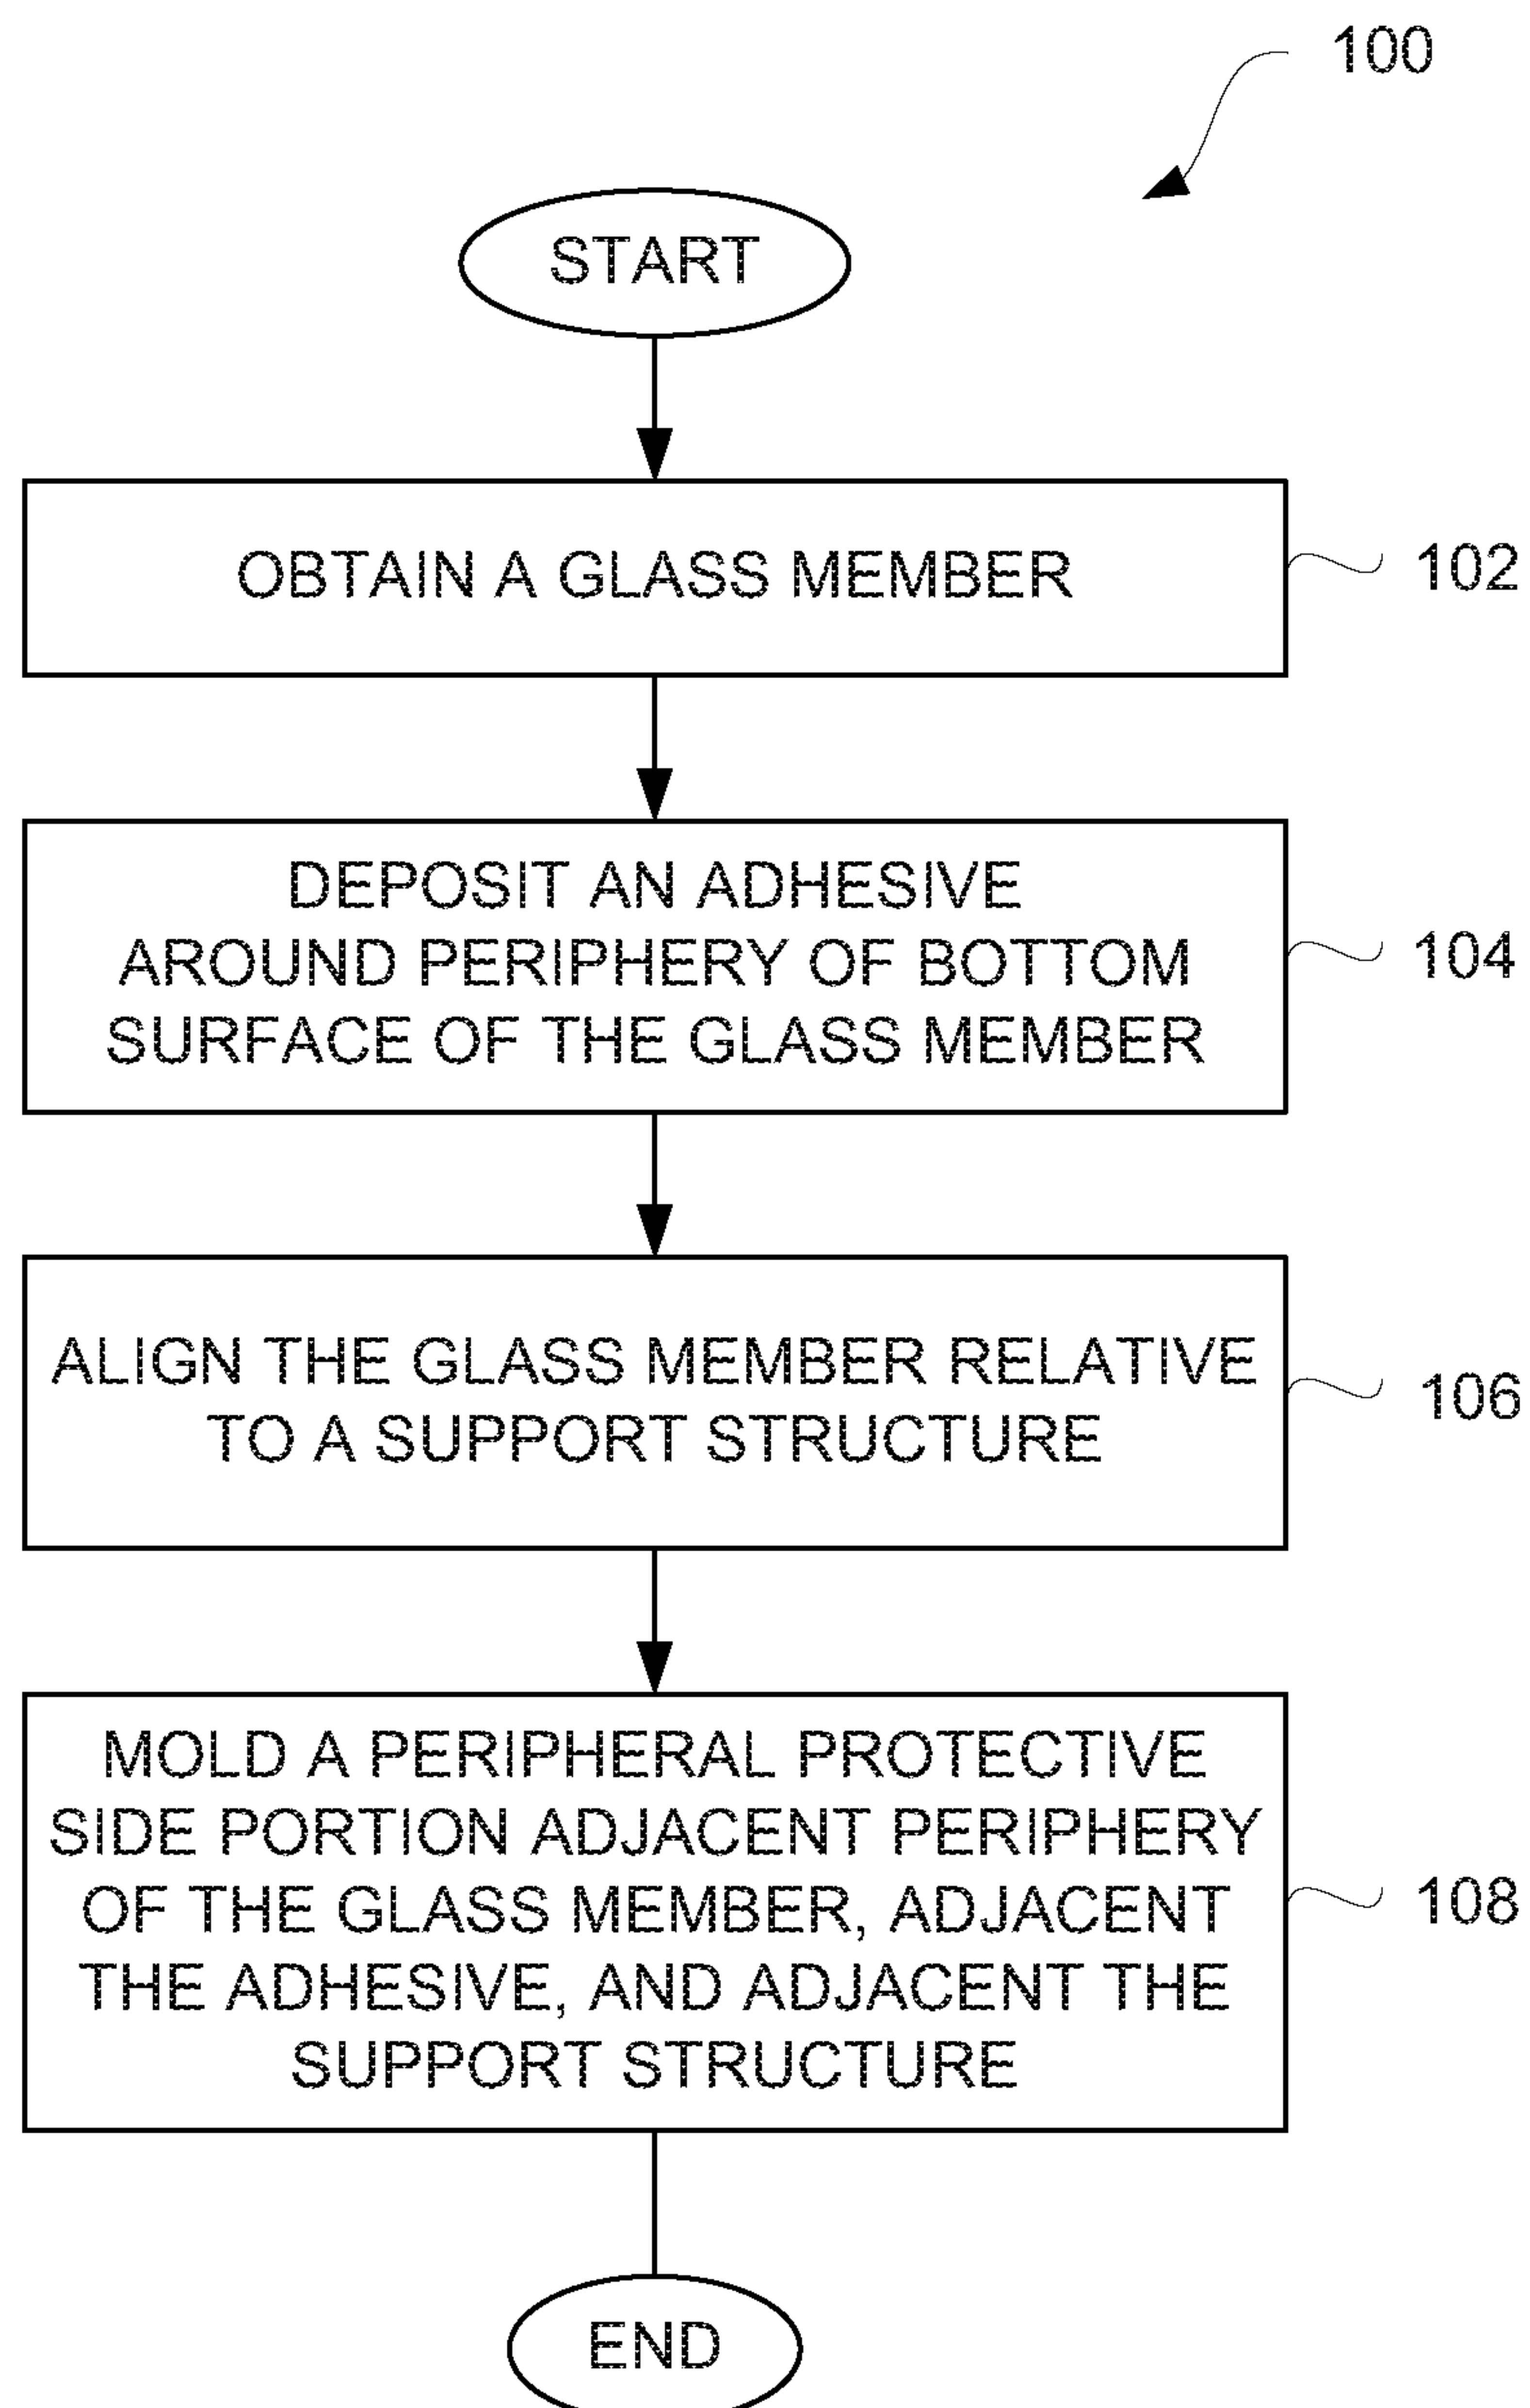 100
START
OBTAIN A GLASS MEMBER
102
DEPOSIT AN ADHESIVE
AROUND PERIPHERY OF BOTTOM
SURFACE OF THE GLASS MEMBER
104
ALIGN THE GLASS MEMBER RELATIVE
TO A SUPPORT STRUCTURE
106
MOLD A PERIPHERAL PROTECTIVE
SIDE PORTION ADJACENT PERIPHERY
OF THE GLASS MEMBER, ADJACENT
THE ADHESIVE, AND ADJACENT THE
SUPPORT STRUCTURE
108
END